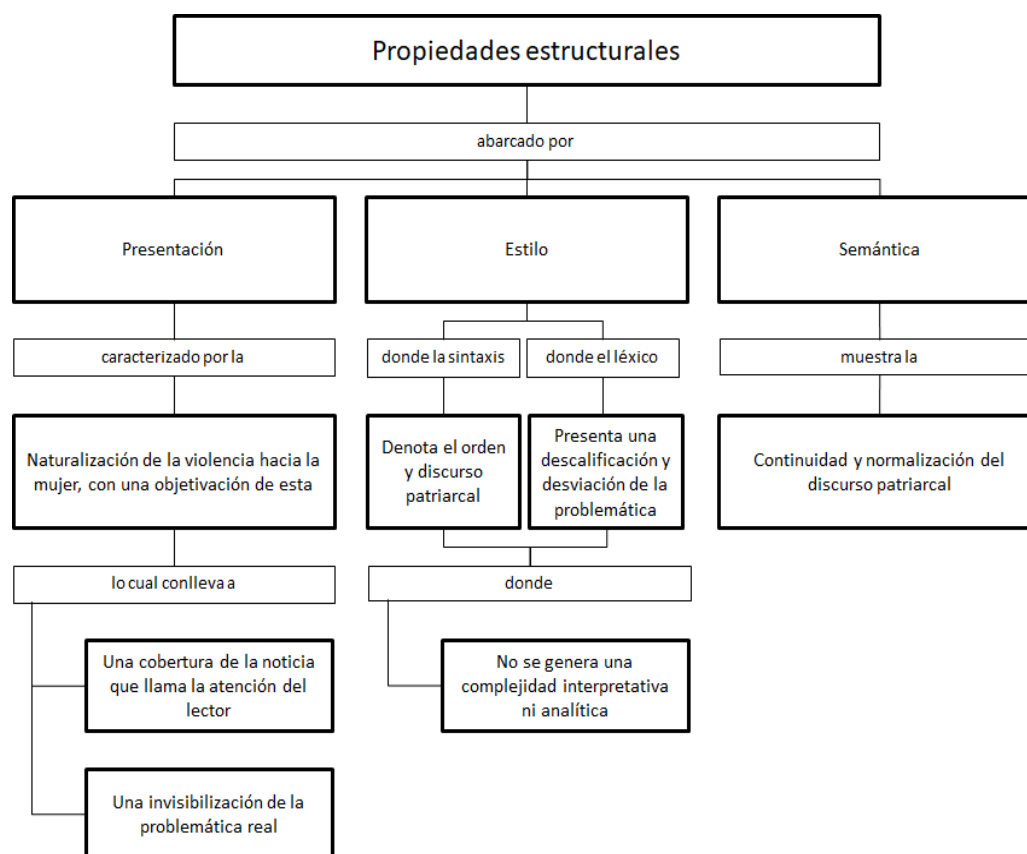 Propiedades estructurales
abarcado por
Presentación
Estilo
Semántica
caracterizado por la
donde la sintaxis
donde el léxico
muestra la
Naturalización de la violencia hacia la
mujer, con una objetivación de esta
Denota el orden
y discurso
patriarcal
Presenta una
descalificación y
desviación de la
problemática
Continuidad y normalización del
discurso patriarcal
lo cual conlleva a
donde
Una cobertura de la noticia
que llama la atención del
lector
No se genera una
complejidad interpretativa
ni analítica
Una invisibilización de la
problemática real